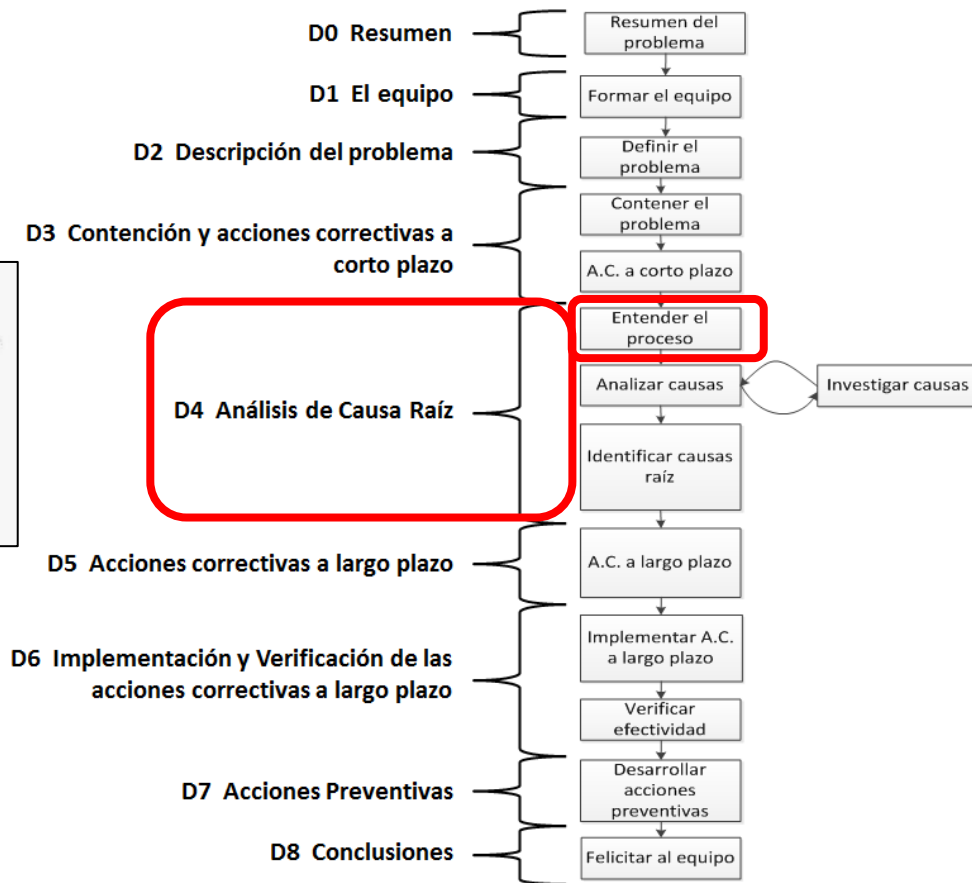 D0 Resumen
Resumen del
problema
D1 El equipo
Formar el equipo
D2 Descripción del problema
Definir el
problema
D3 Contención y acciones correctivas a
corto plazo
Contener el
problema
A.C. a corto plazo
D4 Análisis de Causa Raíz
Entender el
proceso
Analizar causas
Investigar causas
Identificar causas
raíz
D5 Acciones correctivas a largo plazo
A.C. a largo plazo
D6 Implementación y Verificación de las
acciones correctivas a largo plazo
Implementar A.C.
a largo plazo
Verificar
efectividad
D7 Acciones Preventivas
Desarrollar
acciones
preventivas
D8 Conclusiones
Felicitar al equipo